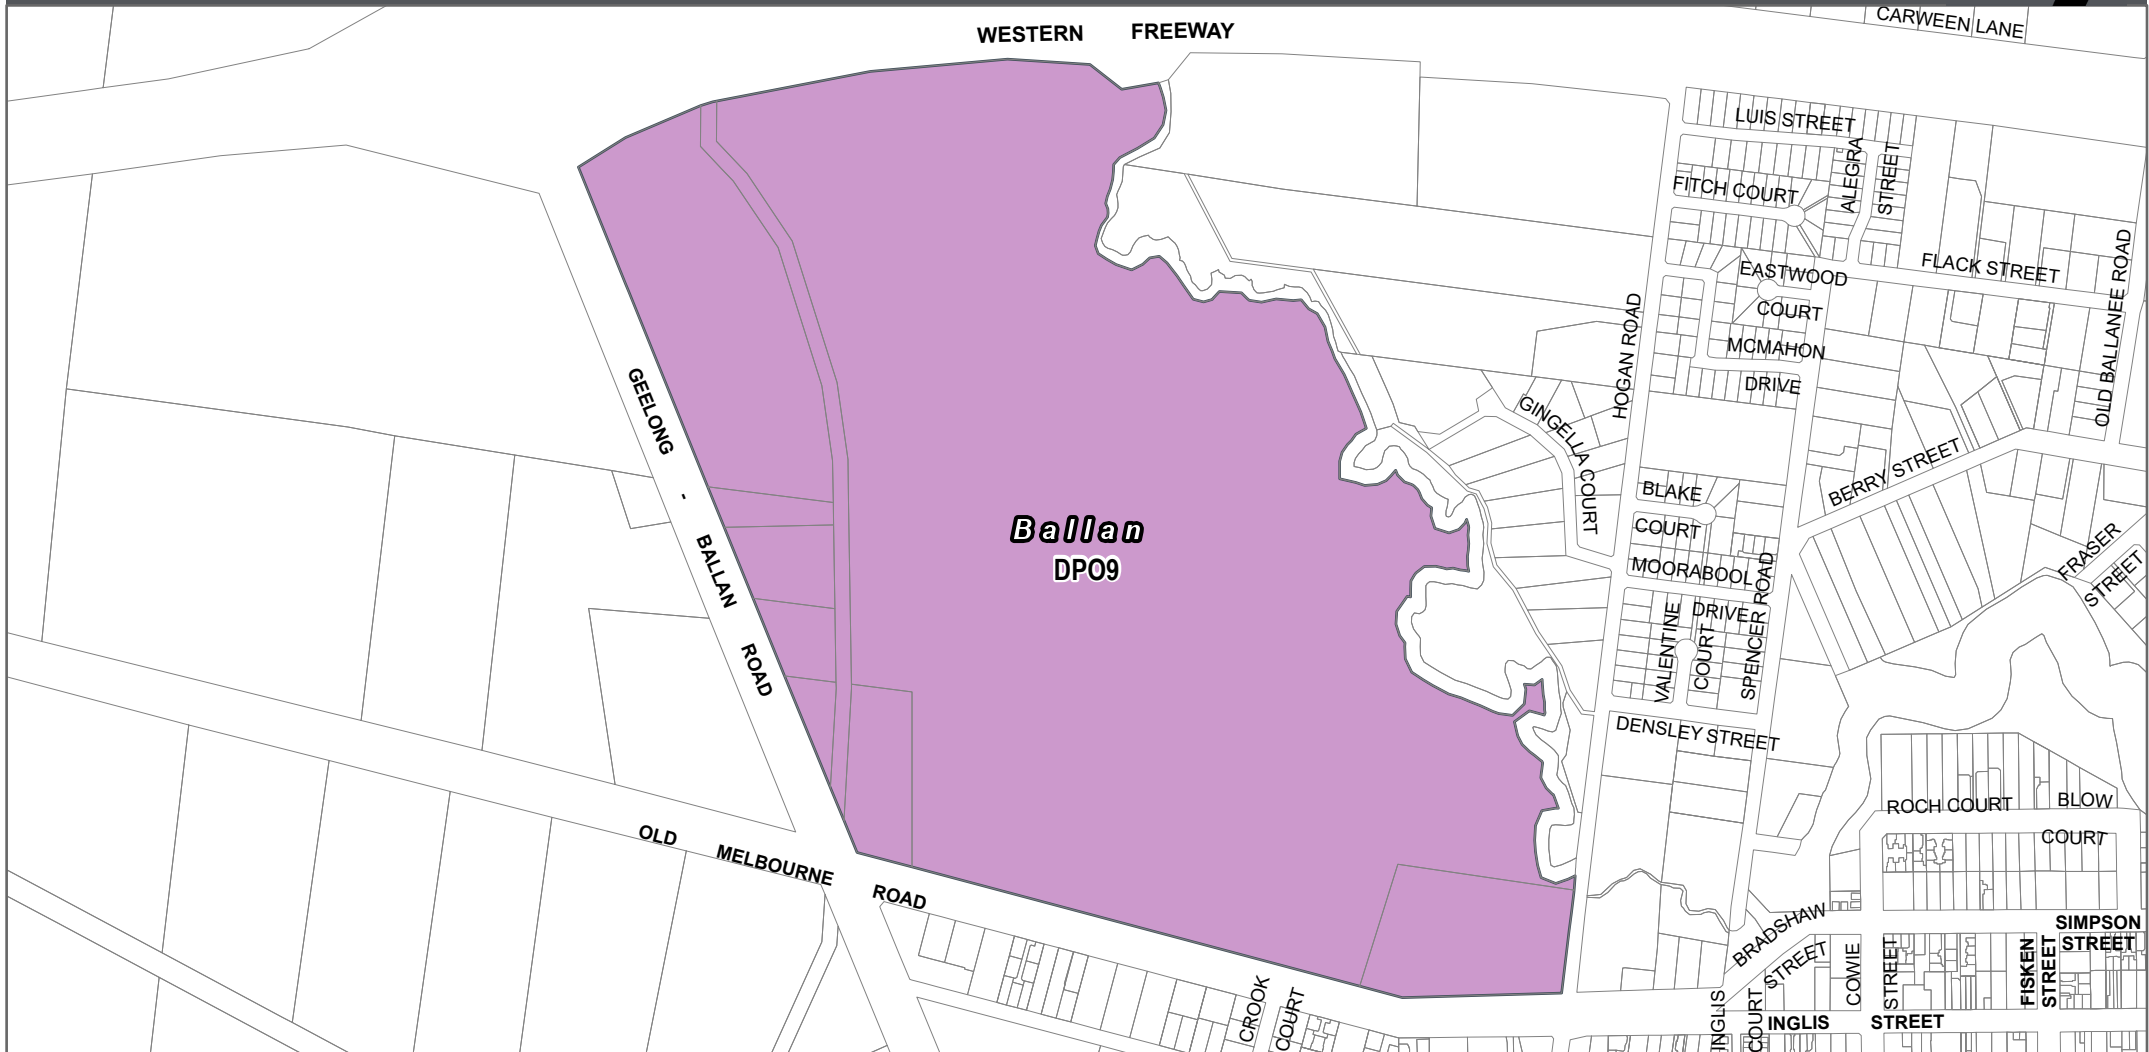 WESTERN FREEWAY
CARWEEN LANE
LUIS STREET
ALEGRA
STREET
FITCH COURT
FLACK STREET
EASTWOOD
COURT
MCMAHON
DRIVE
HOGAN ROAD
OLD BALLANEE ROAD
GINGELLA COURT
BERRY STREET
BLAKE
COURT
MOORABOOL
DRIVE
FRASER
STREET
VALENTINE
COURT
SPENCER ROAD
DENSLEY STREET
GEELONG - BALLAN ROAD
Ballan
DPO9
ROCH COURT
BLOW
COURT
OLD MELBOURNE ROAD
BRADSHAW
STREET
COWIE
STREET
SIMPSON
STREET
FISKEN
STREET
CROOK
COURT
INGLIS
COURT
INGLIS STREET